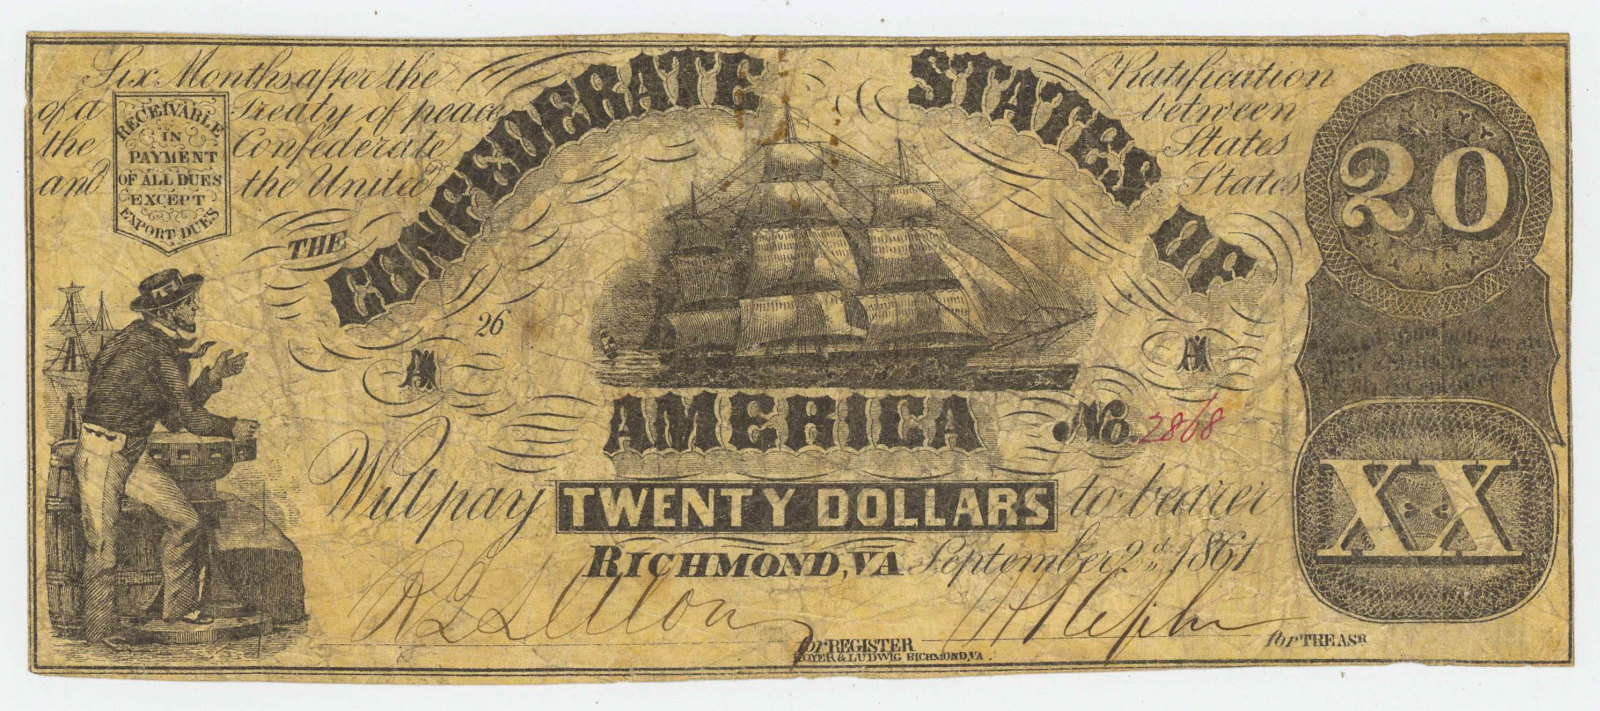 Six Months after the Ratification
of a Treaty of peace between
the Confederate States
and the United States
RECEIVABLE
IN
PAYMENT
OF ALL DUES
EXCEPT
EXPORT DUES
THE
CONFEDERATE STATES OF
AMERICA
20
26
A A
No. 2868
Will pay TWENTY DOLLARS to bearer
XX
RICHMOND, VA September 2d 1861
for REGISTER
for TREASR
HOYER & LUDWIG RICHMOND, VA.